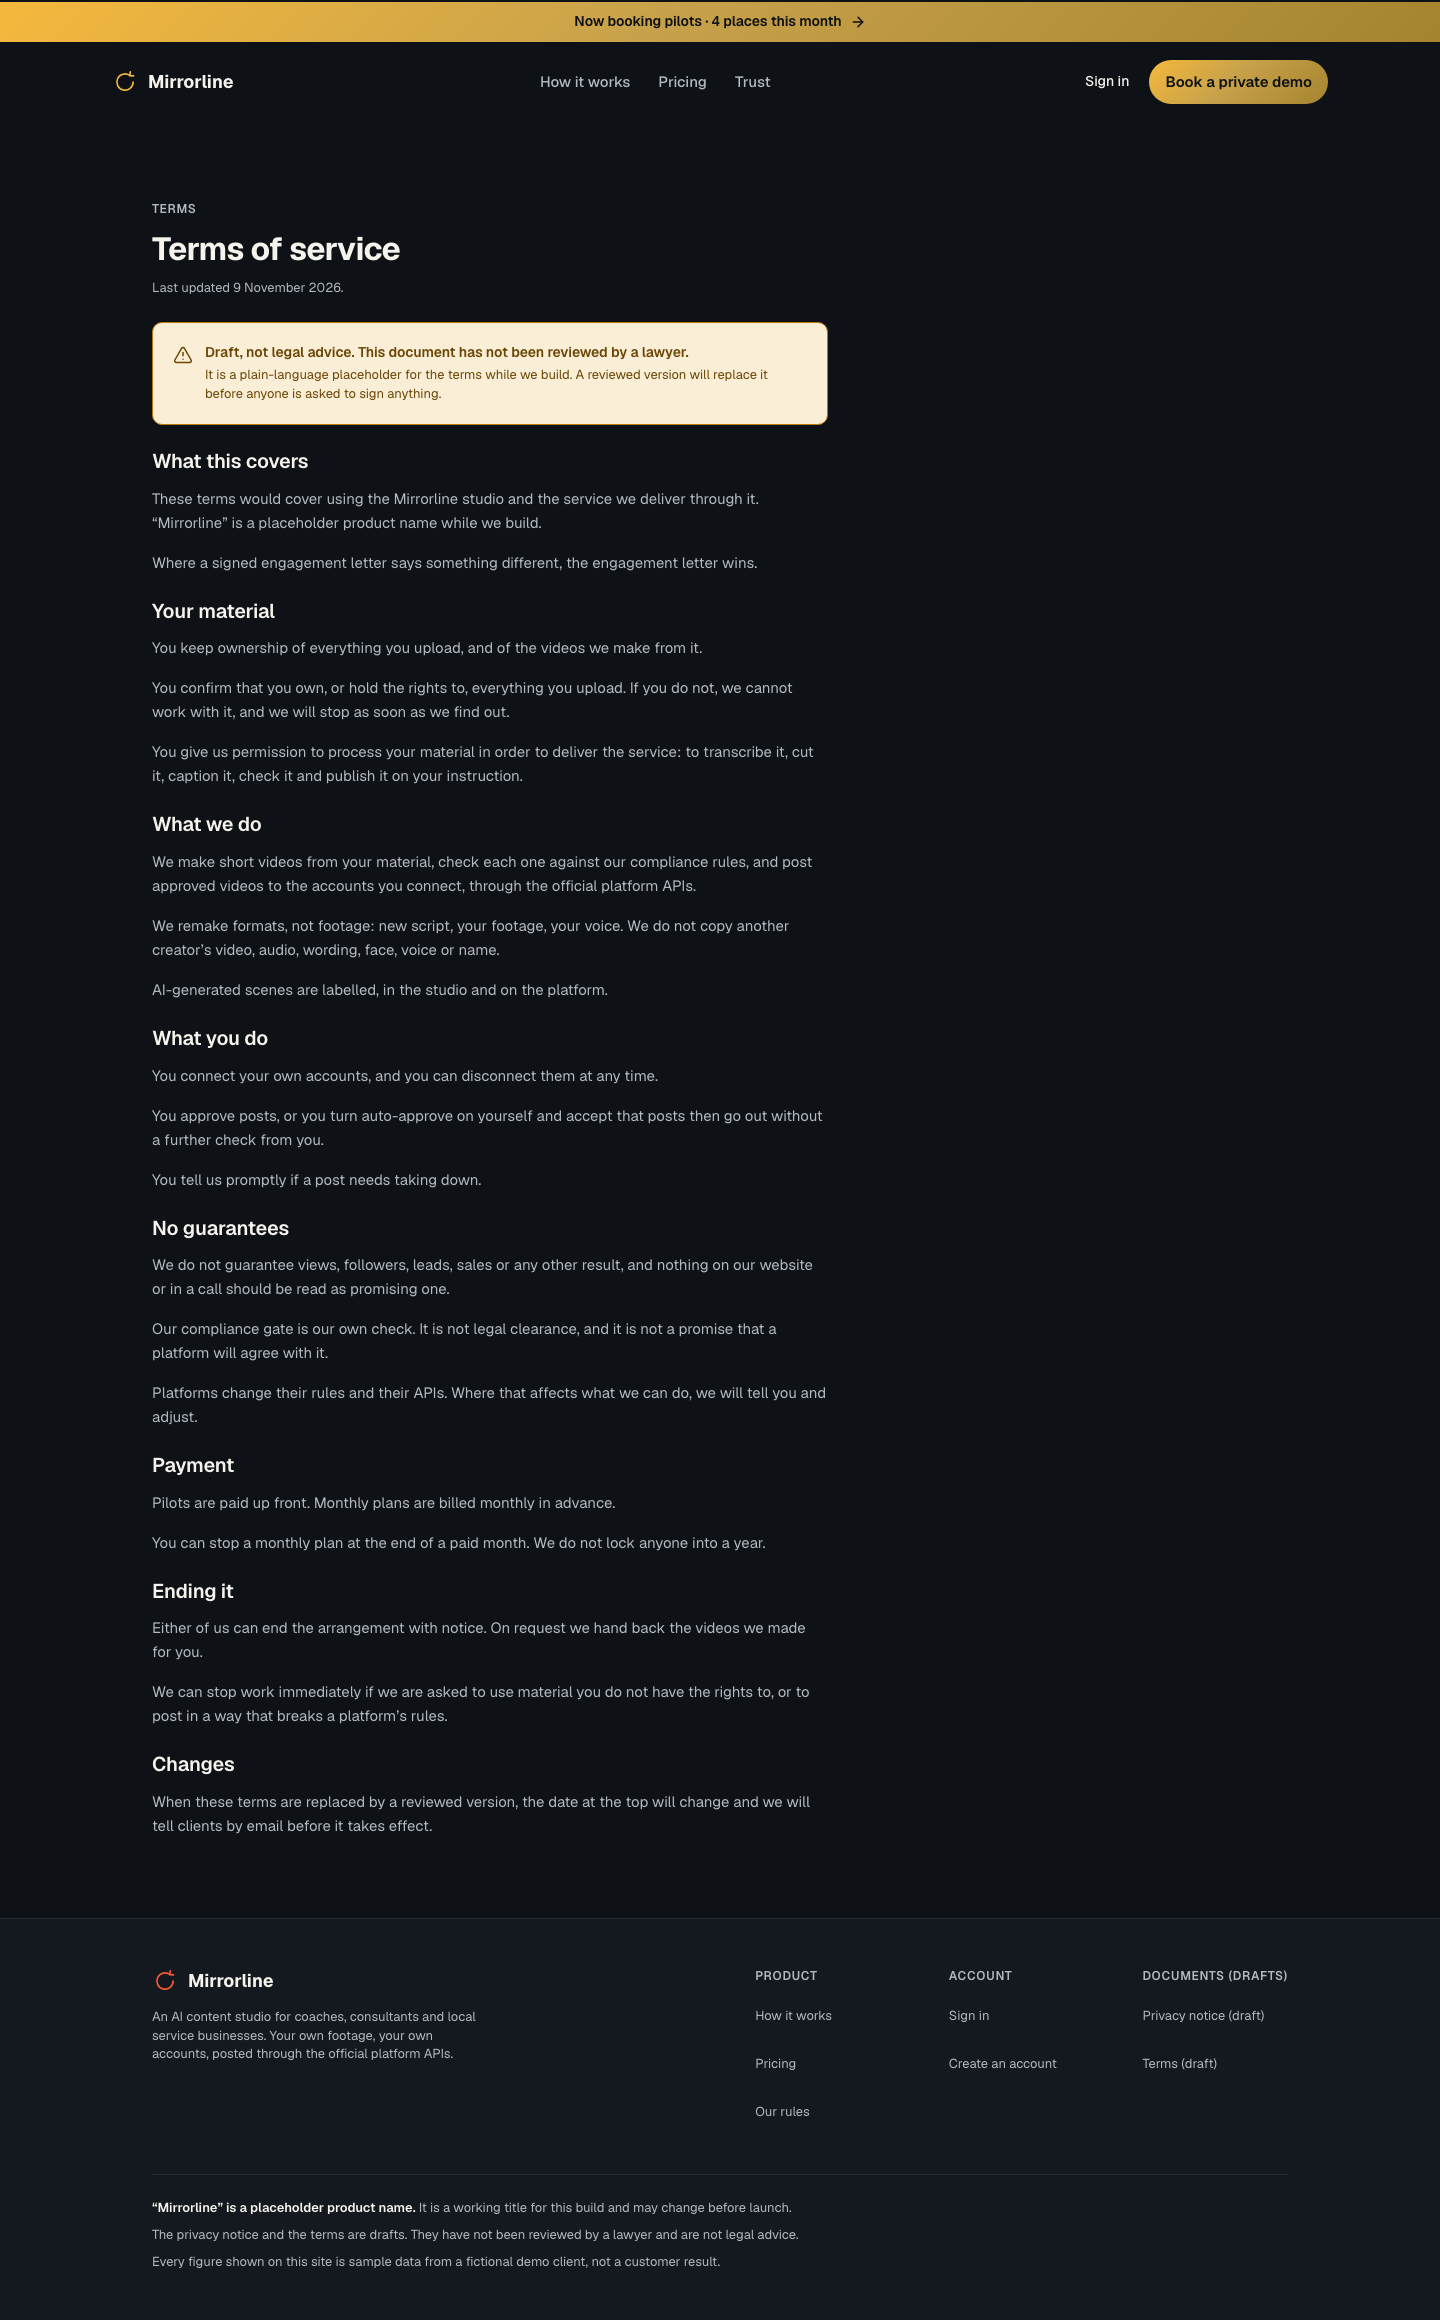 Now booking pilots · 4 places this month →
Mirrorline
How it works
Pricing
Trust
Sign in
Book a private demo
TERMS
Terms of service
Last updated 9 November 2026.
Draft, not legal advice. This document has not been reviewed by a lawyer.
It is a plain-language placeholder for the terms while we build. A reviewed version will replace it
before anyone is asked to sign anything.
What this covers
These terms would cover using the Mirrorline studio and the service we deliver through it.
“Mirrorline” is a placeholder product name while we build.
Where a signed engagement letter says something different, the engagement letter wins.
Your material
You keep ownership of everything you upload, and of the videos we make from it.
You confirm that you own, or hold the rights to, everything you upload. If you do not, we cannot
work with it, and we will stop as soon as we find out.
You give us permission to process your material in order to deliver the service: to transcribe it, cut
it, caption it, check it and publish it on your instruction.
What we do
We make short videos from your material, check each one against our compliance rules, and post
approved videos to the accounts you connect, through the official platform APIs.
We remake formats, not footage: new script, your footage, your voice. We do not copy another
creator’s video, audio, wording, face, voice or name.
AI-generated scenes are labelled, in the studio and on the platform.
What you do
You connect your own accounts, and you can disconnect them at any time.
You approve posts, or you turn auto-approve on yourself and accept that posts then go out without
a further check from you.
You tell us promptly if a post needs taking down.
No guarantees
We do not guarantee views, followers, leads, sales or any other result, and nothing on our website
or in a call should be read as promising one.
Our compliance gate is our own check. It is not legal clearance, and it is not a promise that a
platform will agree with it.
Platforms change their rules and their APIs. Where that affects what we can do, we will tell you and
adjust.
Payment
Pilots are paid up front. Monthly plans are billed monthly in advance.
You can stop a monthly plan at the end of a paid month. We do not lock anyone into a year.
Ending it
Either of us can end the arrangement with notice. On request we hand back the videos we made
for you.
We can stop work immediately if we are asked to use material you do not have the rights to, or to
post in a way that breaks a platform’s rules.
Changes
When these terms are replaced by a reviewed version, the date at the top will change and we will
tell clients by email before it takes effect.
Mirrorline
An AI content studio for coaches, consultants and local
service businesses. Your own footage, your own
accounts, posted through the official platform APIs.
PRODUCT
How it works
Pricing
Our rules
ACCOUNT
Sign in
Create an account
DOCUMENTS (DRAFTS)
Privacy notice (draft)
Terms (draft)
“Mirrorline” is a placeholder product name. It is a working title for this build and may change before launch.
The privacy notice and the terms are drafts. They have not been reviewed by a lawyer and are not legal advice.
Every figure shown on this site is sample data from a fictional demo client, not a customer result.